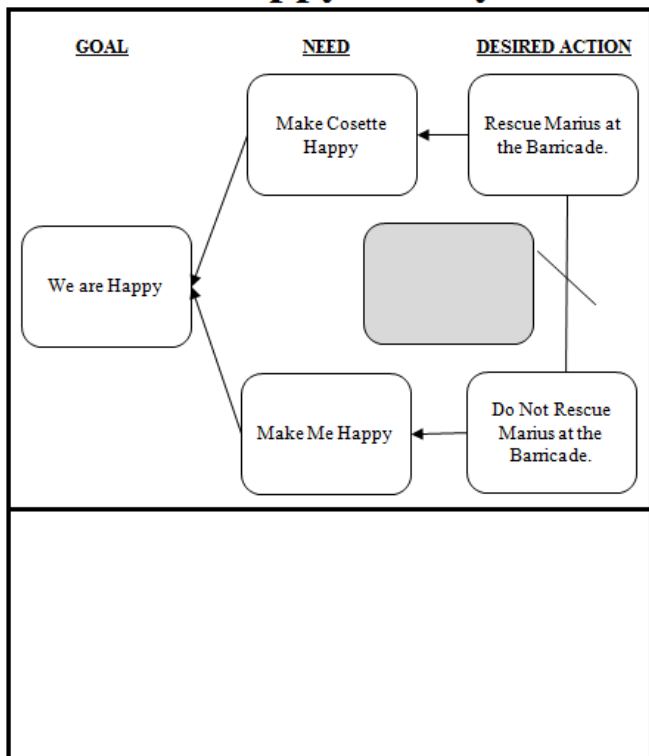 GOAL
NEED
DESIRED ACTION
Make Cosette
Happy
Rescue Marius at
the Barricade.
We are Happy
Make Me Happy
Do Not Rescue
Marius at the
Barricade.